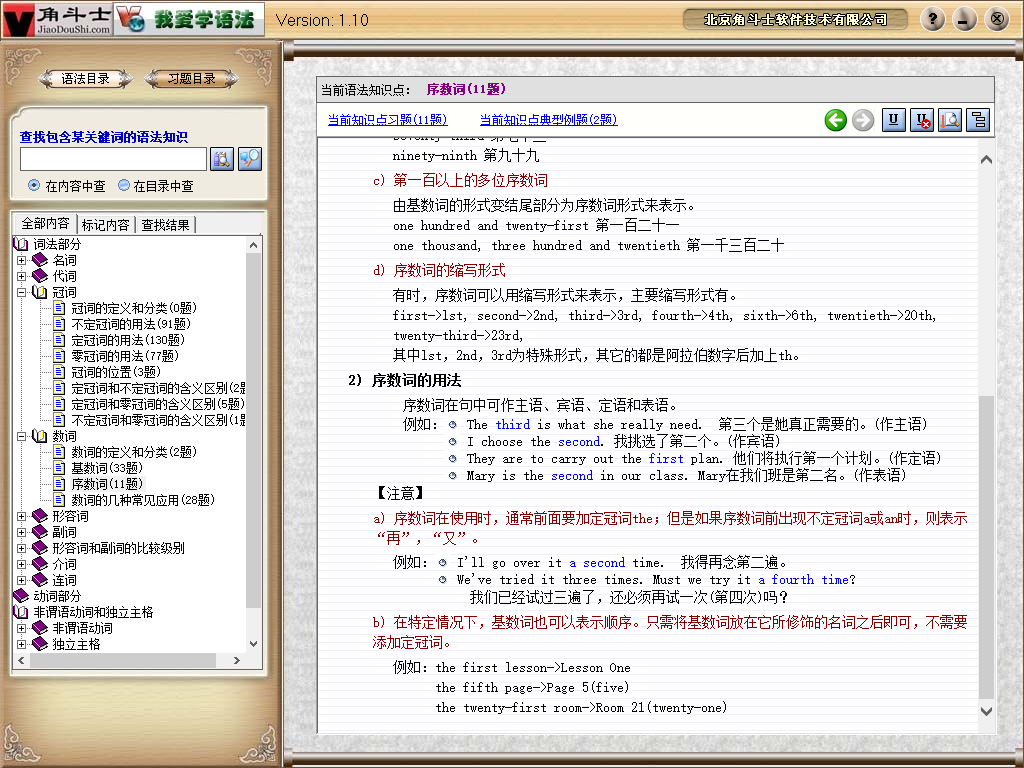 角斗士
JiaoDouShi.com
我爱学语法
Version: 1.10
北京角斗士软件技术有限公司
?
语法目录
习题目录
查找包含某关键词的语法知识
在内容中查
在目录中查
全部内容
标记内容
查找结果
词法部分
名词
代词
冠词
冠词的定义和分类(0题)
不定冠词的用法(91题)
定冠词的用法(130题)
零冠词的用法(77题)
冠词的位置(3题)
定冠词和不定冠词的含义区别(2题
定冠词和零冠词的含义区别(5题)
不定冠词和零冠词的含义区别(1题
数词
数词的定义和分类(2题)
基数词(33题)
序数词(11题)
数词的几种常见应用(28题)
形容词
副词
形容词和副词的比较级别
介词
连词
动词部分
非谓语动词和独立主格
非谓语动词
独立主格
当前语法知识点: 序数词(11题)
当前知识点习题(11题)
当前知识点典型例题(2题)
U
U
ninety-ninth 第九十九
c) 第一百以上的多位序数词
由基数词的形式变结尾部分为序数词形式来表示。
one hundred and twenty-first 第一百二十一
one thousand, three hundred and twentieth 第一千三百二十
d) 序数词的缩写形式
有时，序数词可以用缩写形式来表示，主要缩写形式有。
first->lst, second->2nd, third->3rd, fourth->4th, sixth->6th, twentieth->20th,
twenty-third->23rd,
其中lst，2nd，3rd为特殊形式，其它的都是阿拉伯数字后加上th。
2) 序数词的用法
序数词在句中可作主语、宾语、定语和表语。
例如: The third is what she really need. 第三个是她真正需要的。(作主语)
I choose the second. 我挑选了第二个。(作宾语)
They are to carry out the first plan. 他们将执行第一个计划。(作定语)
Mary is the second in our class. Mary在我们班是第二名。(作表语)
【注意】
a) 序数词在使用时，通常前面要加定冠词the；但是如果序数词前出现不定冠词a或an时，则表示
“再”，“又”。
例如: I'll go over it a second time. 我得再念第二遍。
We've tried it three times. Must we try it a fourth time?
我们已经试过三遍了，还必须再试一次(第四次)吗?
b) 在特定情况下，基数词也可以表示顺序。只需将基数词放在它所修饰的名词之后即可，不需要
添加定冠词。
例如: the first lesson->Lesson One
the fifth page->Page 5(five)
the twenty-first room->Room 21(twenty-one)